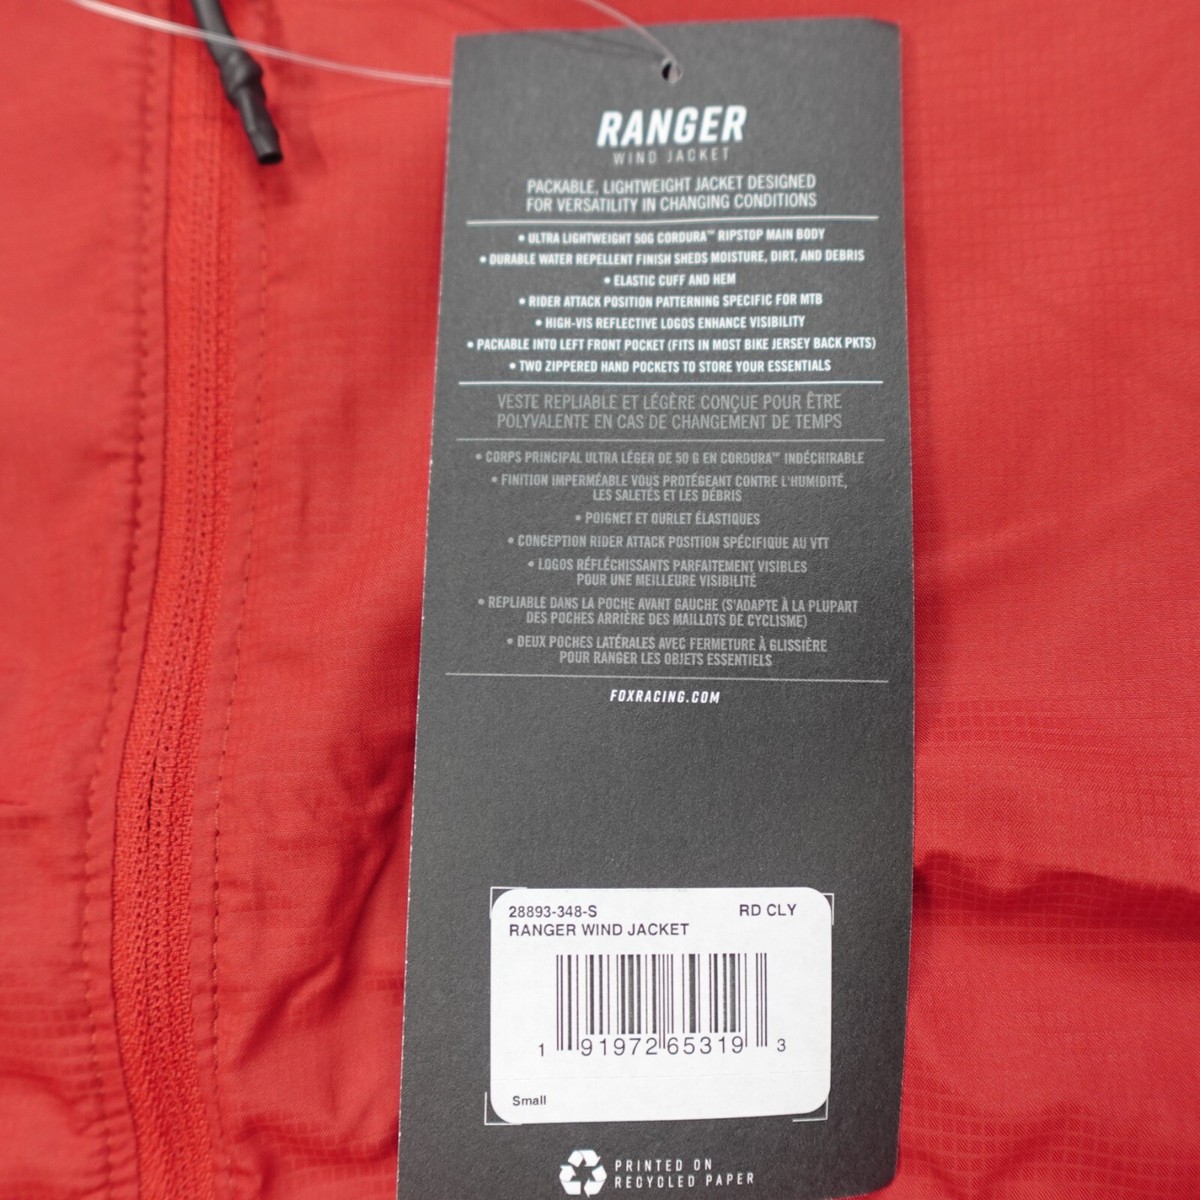 RANGER
WIND JACKET
PACKABLE, LIGHTWEIGHT JACKET DESIGNED
FOR VERSATILITY IN CHANGING CONDITIONS
• ULTRA LIGHTWEIGHT 50G CORDURA™ RIPSTOP MAIN BODY
• DURABLE WATER REPELLENT FINISH SHEDS MOISTURE, DIRT, AND DEBRIS
• ELASTIC CUFF AND HEM
• RIDER ATTACK POSITION PATTERNING SPECIFIC FOR MTB
• HIGH-VIS REFLECTIVE LOGOS ENHANCE VISIBILITY
• PACKABLE INTO LEFT FRONT POCKET (FITS IN MOST BIKE JERSEY BACK PKTS)
• TWO ZIPPERED HAND POCKETS TO STORE YOUR ESSENTIALS
VESTE REPLIABLE ET LÉGÈRE CONÇUE POUR ÊTRE
POLYVALENTE EN CAS DE CHANGEMENT DE TEMPS
• CORPS PRINCIPAL ULTRA LÉGER DE 50 G EN CORDURA™ INDÉCHIRABLE
• FINITION IMPERMÉABLE VOUS PROTÉGEANT CONTRE L'HUMIDITÉ,
LES SALETÉS ET LES DÉBRIS
• POIGNET ET OURLET ÉLASTIQUES
• CONCEPTION RIDER ATTACK POSITION SPÉCIFIQUE AU VTT
• LOGOS RÉFLÉCHISSANTS PARFAITEMENT VISIBLES
POUR UNE MEILLEURE VISIBILITÉ
• REPLIABLE DANS LA POCHE AVANT GAUCHE (S'ADAPTE À LA PLUPART
DES POCHES ARRIÈRE DES MAILLOTS DE CYCLISME)
• DEUX POCHES LATÉRALES AVEC FERMETURE À GLISSIÈRE
POUR RANGER LES OBJETS ESSENTIELS
FOXRACING.COM
28893-348-S RD CLY
RANGER WIND JACKET
1 91972 65319 3
Small
PRINTED ON
RECYCLED PAPER